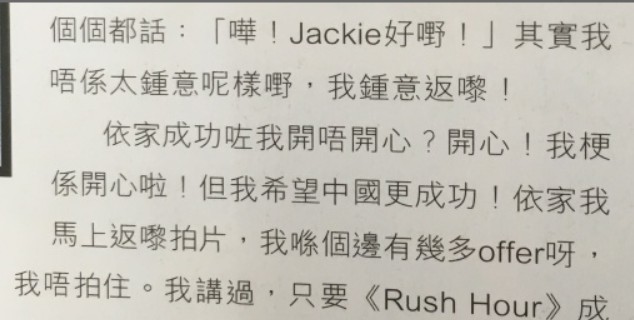 個個都話：「嘩！Jackie好嘢！」其實我
唔係太鍾意呢樣嘢，我鍾意返嚟！
依家成功咗我開唔開心？開心！我梗
係開心啦！但我希望中國更成功！依家我
馬上返嚟拍片，我喺個邊有幾多offer呀，
我唔拍住。我講過，只要《Rush Hour》成